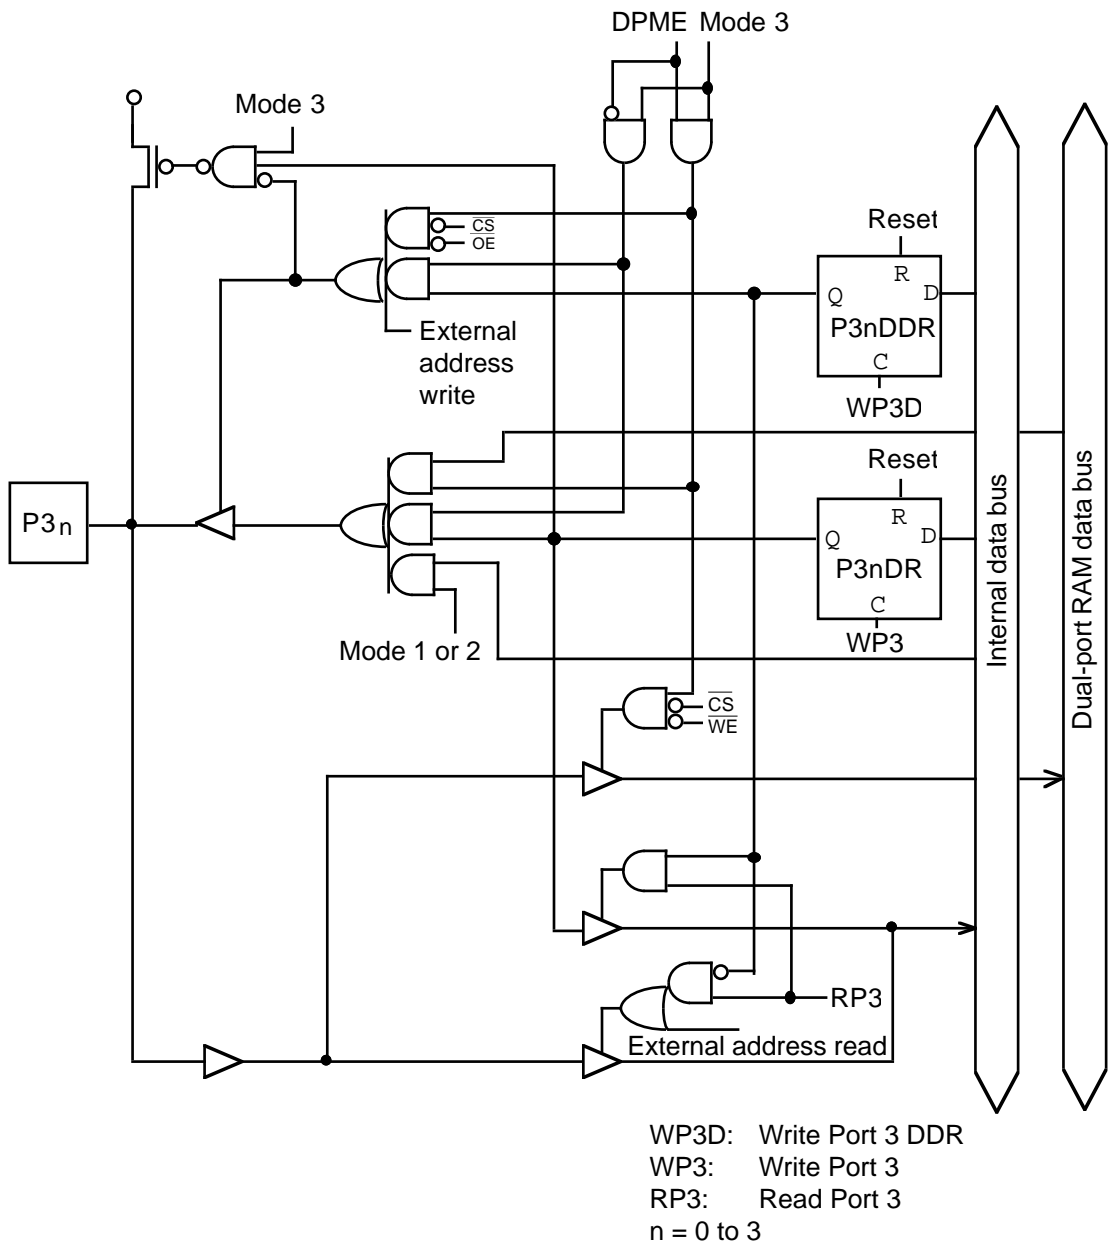 DPME Mode 3
Mode 3
CS
OE
Reset
R
Q
D
P3nDDR
C
WP3D
External
address
write
Reset
R
Q
D
P3nDR
C
WP3
P3n
Mode 1 or 2
CS
WE
RP3
External address read
Internal data bus
Dual-port RAM data bus
WP3D: Write Port 3 DDR
WP3: Write Port 3
RP3: Read Port 3
n = 0 to 3